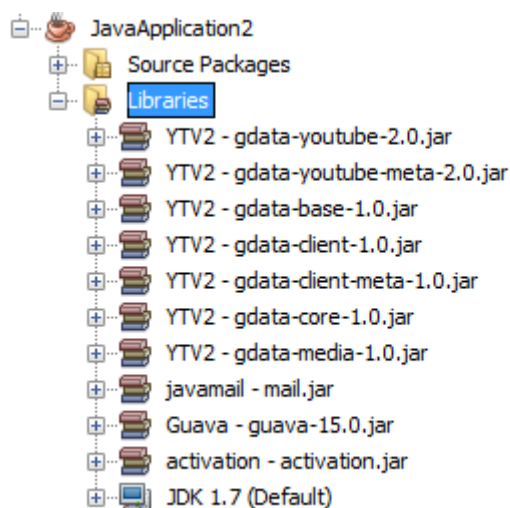 JavaApplication2
Source Packages
Libraries
YTV2 - gdata-youtube-2.0.jar
YTV2 - gdata-youtube-meta-2.0.jar
YTV2 - gdata-base-1.0.jar
YTV2 - gdata-client-1.0.jar
YTV2 - gdata-client-meta-1.0.jar
YTV2 - gdata-core-1.0.jar
YTV2 - gdata-media-1.0.jar
javamail - mail.jar
Guava - guava-15.0.jar
activation - activation.jar
JDK 1.7 (Default)